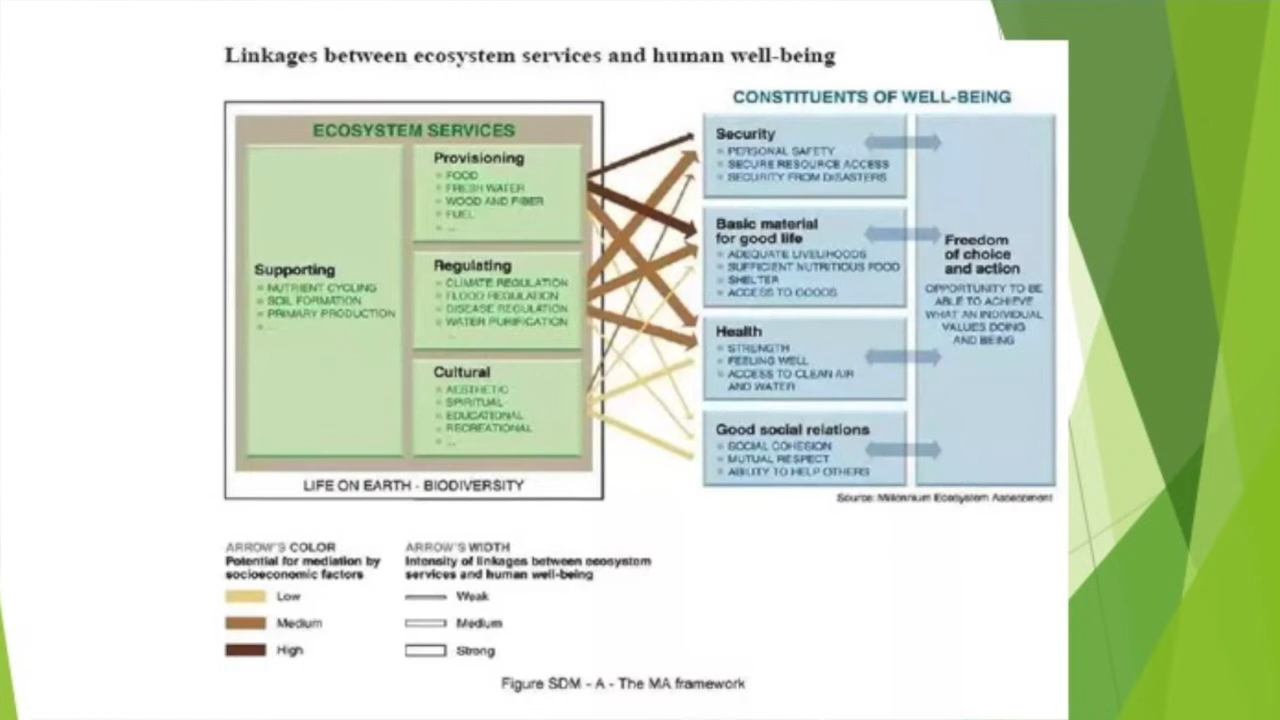 Linkages between ecosystem services and human well-being
ECOSYSTEM SERVICES
Supporting
NUTRIENT CYCLING
SOIL FORMATION
PRIMARY PRODUCTION
...
Provisioning
FOOD
FRESH WATER
WOOD AND FIBER
FUEL
...
Regulating
CLIMATE REGULATION
FLOOD REGULATION
DISEASE REGULATION
WATER PURIFICATION
...
Cultural
AESTHETIC
SPIRITUAL
EDUCATIONAL
RECREATIONAL
...
LIFE ON EARTH - BIODIVERSITY
CONSTITUENTS OF WELL-BEING
Security
PERSONAL SAFETY
SECURE RESOURCE ACCESS
SECURITY FROM DISASTERS
Basic material
for good life
ADEQUATE LIVELIHOODS
SUFFICIENT NUTRITIOUS FOOD
SHELTER
ACCESS TO GOODS
Health
STRENGTH
FEELING WELL
ACCESS TO CLEAN AIR
AND WATER
Good social relations
SOCIAL COHESION
MUTUAL RESPECT
ABILITY TO HELP OTHERS
Freedom
of choice
and action
OPPORTUNITY TO BE
ABLE TO ACHIEVE
WHAT AN INDIVIDUAL
VALUES DOING
AND BEING
Source: Millennium Ecosystem Assessment
ARROW'S COLOR
Potential for mediation by
socioeconomic factors
Low
Medium
High
ARROW'S WIDTH
Intensity of linkages between ecosystem
services and human well-being
Weak
Medium
Strong
Figure SDM - A - The MA framework